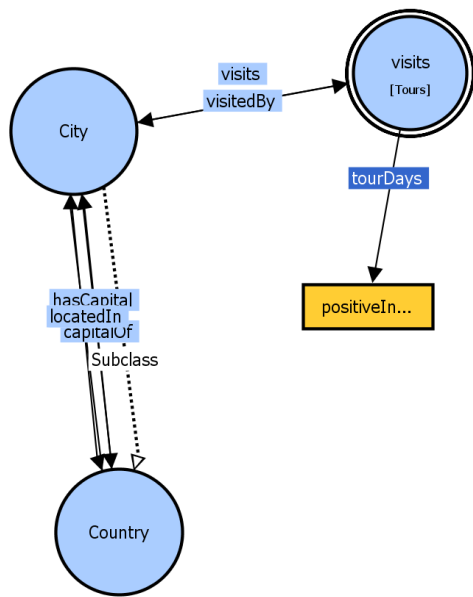 visits
[Tours]
visits
visitedBy
City
tourDays
positiveIn...
hasCapital
locatedIn
capitalOf
Subclass
Country